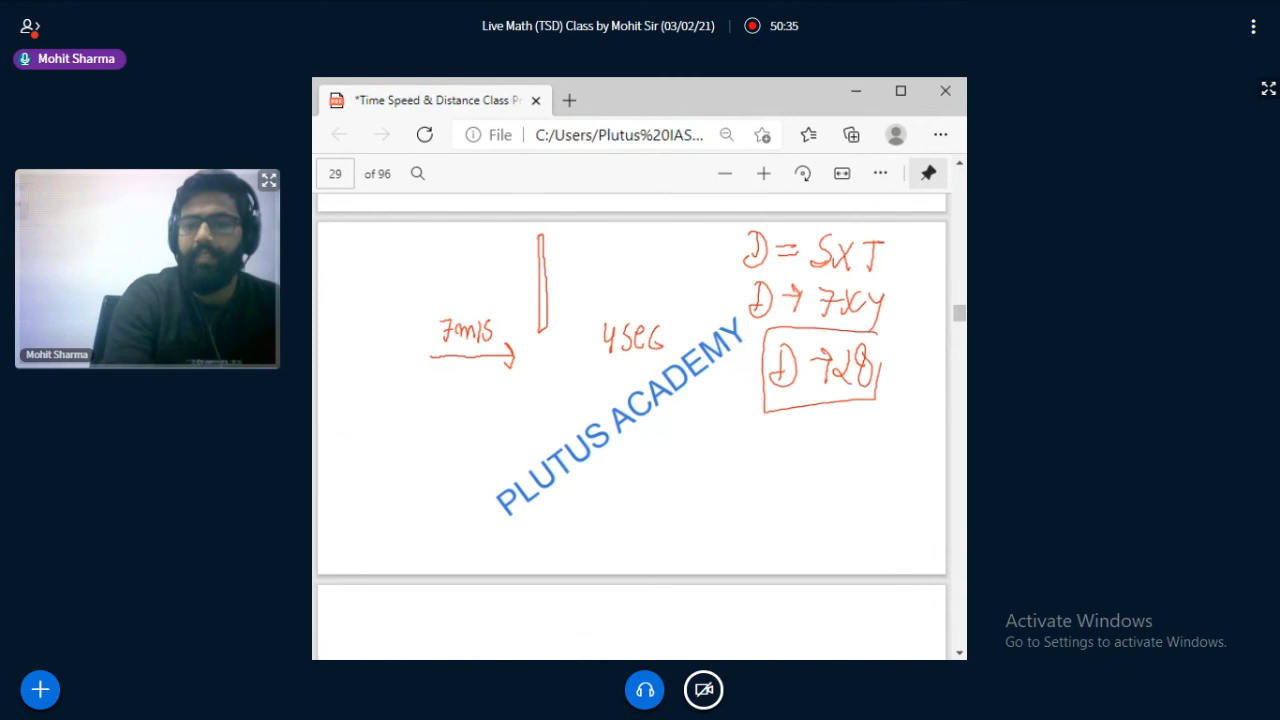 Live Math (TSD) Class by Mohit Sir (03/02/21)
50:35
Mohit Sharma
*Time Speed & Distance Class Pr
File
C:/Users/Plutus%20IAS...
29
of 96
D = S X T
7m/s
D → 7 X 4
4 sec
D → 28
PLUTUS ACADEMY
Mohit Sharma
Activate Windows
Go to Settings to activate Windows.